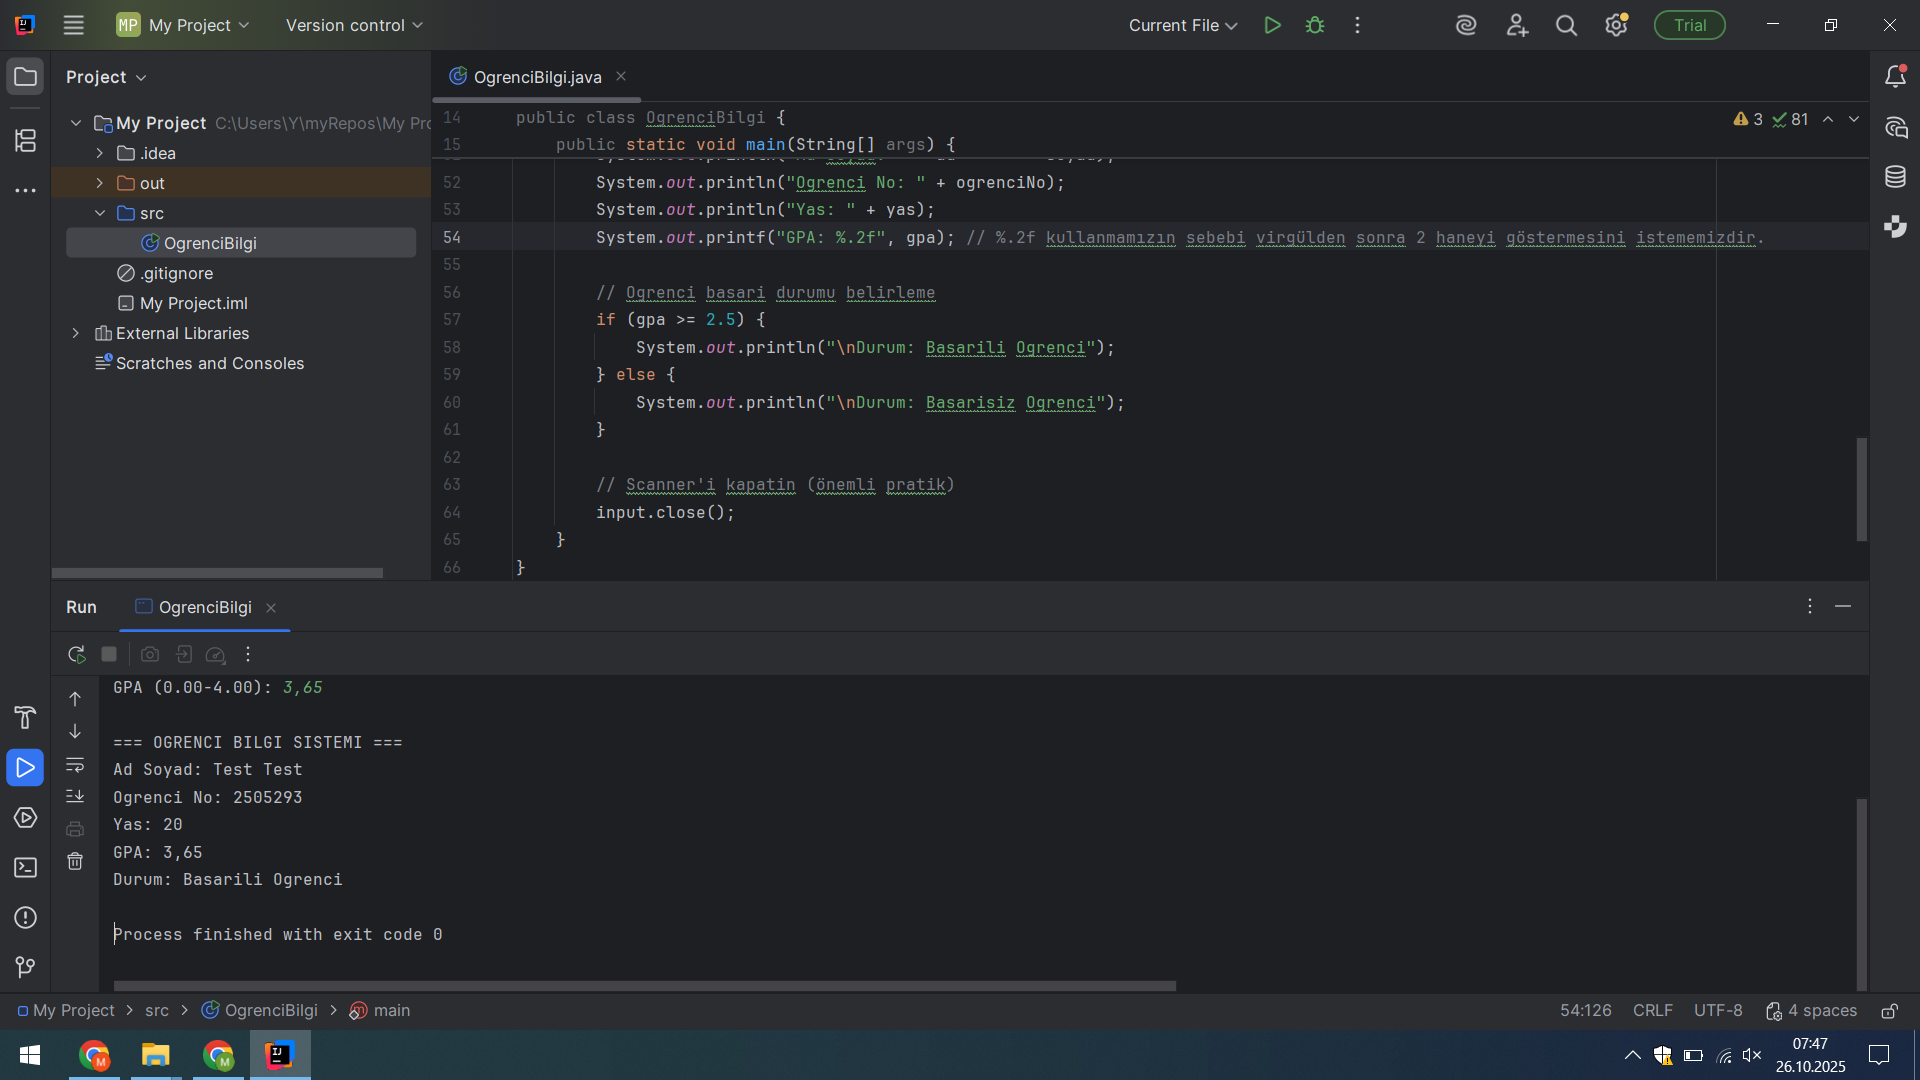 MP My Project
Version control
Current File
Trial
Project
OgrenciBilgi.java
My Project C:\Users\Y\myRepos\My Pro
.idea
out
src
OgrenciBilgi
.gitignore
My Project.iml
External Libraries
Scratches and Consoles
3 81
14 public class OgrenciBilgi {
15 public static void main(String[] args) {
52 System.out.println("Ogrenci No: " + ogrenciNo);
53 System.out.println("Yas: " + yas);
54 System.out.printf("GPA: %.2f", gpa); // %.2f kullanmamızın sebebi virgülden sonra 2 haneyi göstermesini istememizdir.
55
56 // Ogrenci basari durumu belirleme
57 if (gpa >= 2.5) {
58 System.out.println("\nDurum: Basarili Ogrenci");
59 } else {
60 System.out.println("\nDurum: Basarisiz Ogrenci");
61 }
62
63 // Scanner'i kapatin (önemli pratik)
64 input.close();
65 }
66 }
Run
OgrenciBilgi
GPA (0.00-4.00): 3,65
=== OGRENCI BILGI SISTEMI ===
Ad Soyad: Test Test
Ogrenci No: 2505293
Yas: 20
GPA: 3,65
Durum: Basarili Ogrenci
Process finished with exit code 0
My Project > src > OgrenciBilgi > main
54:126 CRLF UTF-8 4 spaces
07:47
26.10.2025